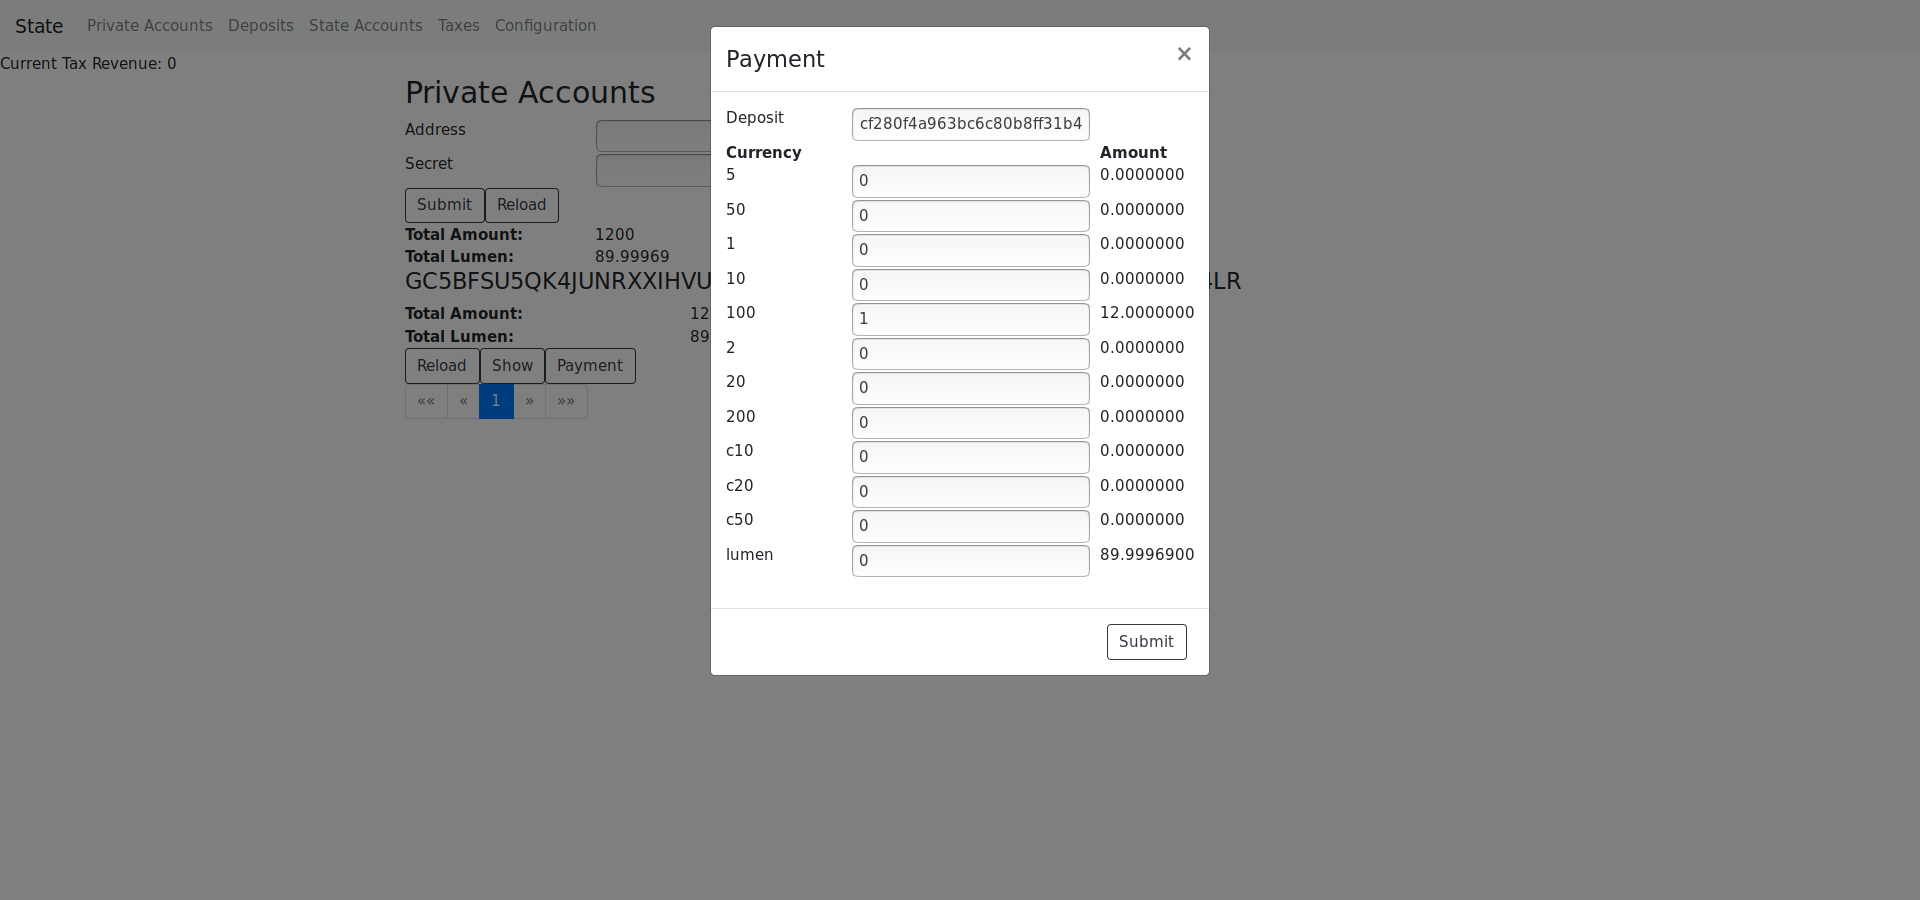 State Private Accounts Deposits State Accounts Taxes Configuration
Current Tax Revenue: 0
Private Accounts
Address
Secret
Submit Reload
Total Amount: 1200
Total Lumen: 89.99969
GC5BFSU5QK4JUNRXXIHVU LR
Total Amount: 12
Total Lumen: 89
Reload Show Payment
«« « 1 » »»
Payment ×
Deposit cf280f4a963bc6c80b8ff31b4
Currency Amount
5 0 0.0000000
50 0 0.0000000
1 0 0.0000000
10 0 0.0000000
100 1 12.0000000
2 0 0.0000000
20 0 0.0000000
200 0 0.0000000
c10 0 0.0000000
c20 0 0.0000000
c50 0 0.0000000
lumen 0 89.9996900
Submit